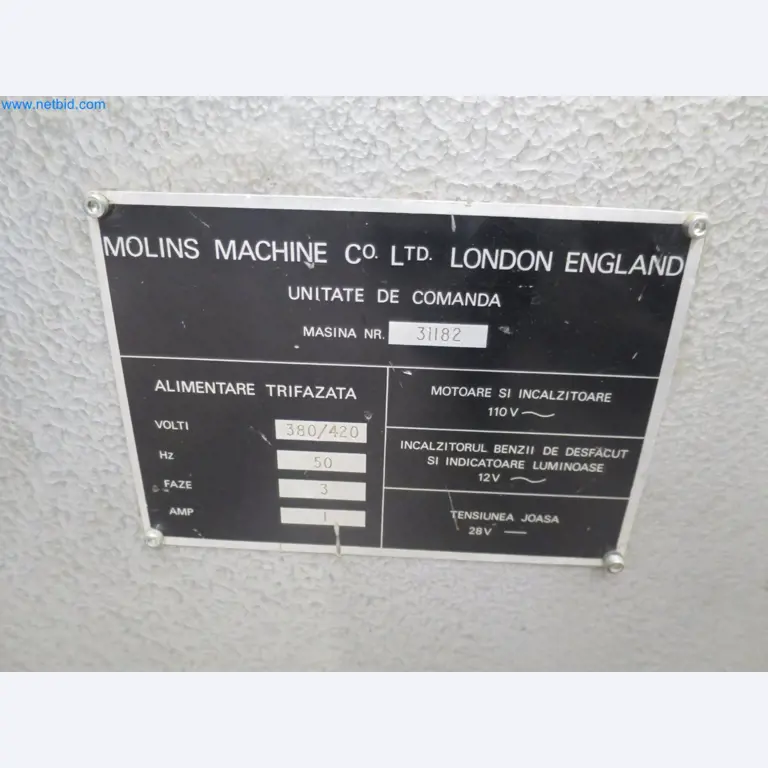 www.netbid.com
MOLINS MACHINE CO. LTD. LONDON ENGLAND
UNITATE DE COMANDA
MASINA NR. 31182
ALIMENTARE TRIFAZATA
VOLTI 380/420
Hz 50
FAZE 3
AMP 1
MOTOARE SI INCALZITOARE
110 V ~
INCALZITORUL BENZII DE DESFĂCUT
SI INDICATOARE LUMINOASE
12 V ~
TENSIUNEA JOASA
28 V —